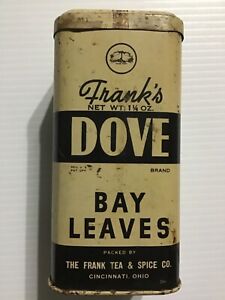 Frank's
NET WT. 1¼ OZ.
DOVE
BRAND
BAY
LEAVES
PACKED BY
THE FRANK TEA & SPICE CO.
CINCINNATI, OHIO